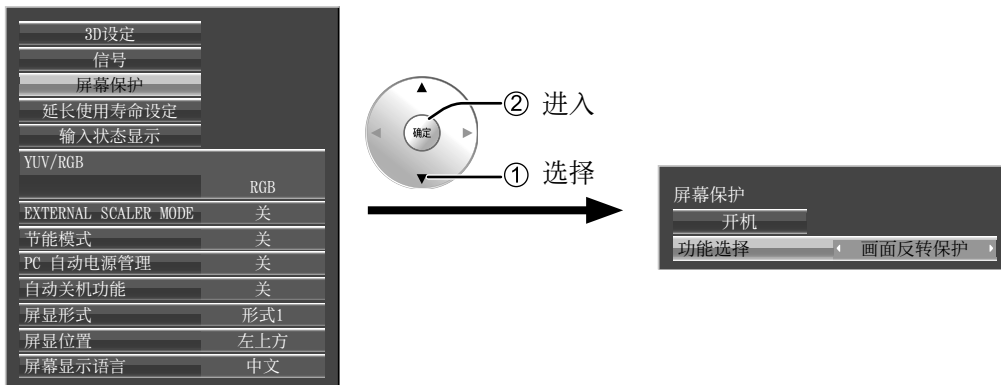 3D设定
信号
屏幕保护
延长使用寿命设定
输入状态显示
YUV/RGB
RGB
EXTERNAL SCALER MODE 关
节能模式 关
PC 自动电源管理 关
自动关机功能 关
屏显形式 形式1
屏显位置 左上方
屏幕显示语言 中文
确定
② 进入
① 选择
屏幕保护
开机
功能选择 画面反转保护